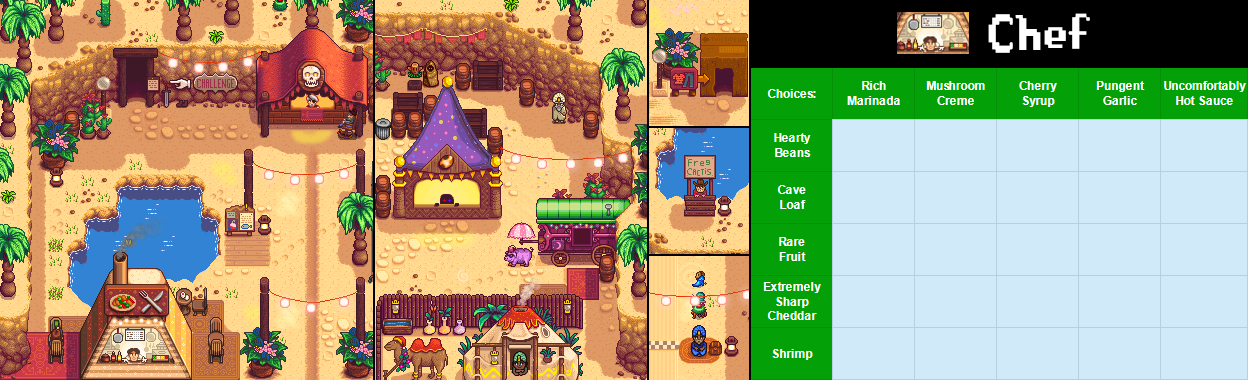 CHALLENGE
Free
CACTIS
Chef
Choices:
Rich
Marinada
Mushroom
Creme
Cherry
Syrup
Pungent
Garlic
Uncomfortably
Hot Sauce
Hearty
Beans
Cave
Loaf
Rare
Fruit
Extremely
Sharp
Cheddar
Shrimp